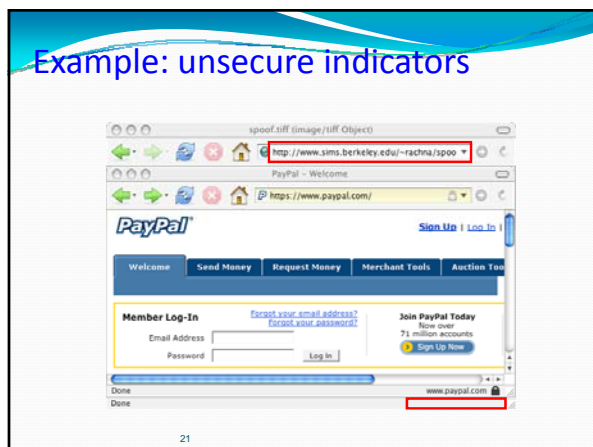 Example: unsecure indicators
spoof.tiff (image/tiff Object)
http://www.sims.berkeley.edu/~rachna/spoo
PayPal – Welcome
https://www.paypal.com/
PayPal
Sign Up | Log In |
Welcome Send Money Request Money Merchant Tools Auction Too
Member Log-In
Forgot your email address?
Forgot your password?
Email Address
Password
Log In
Join PayPal Today
Now over
71 million accounts
Sign Up Now
Done
www.paypal.com
Done
21